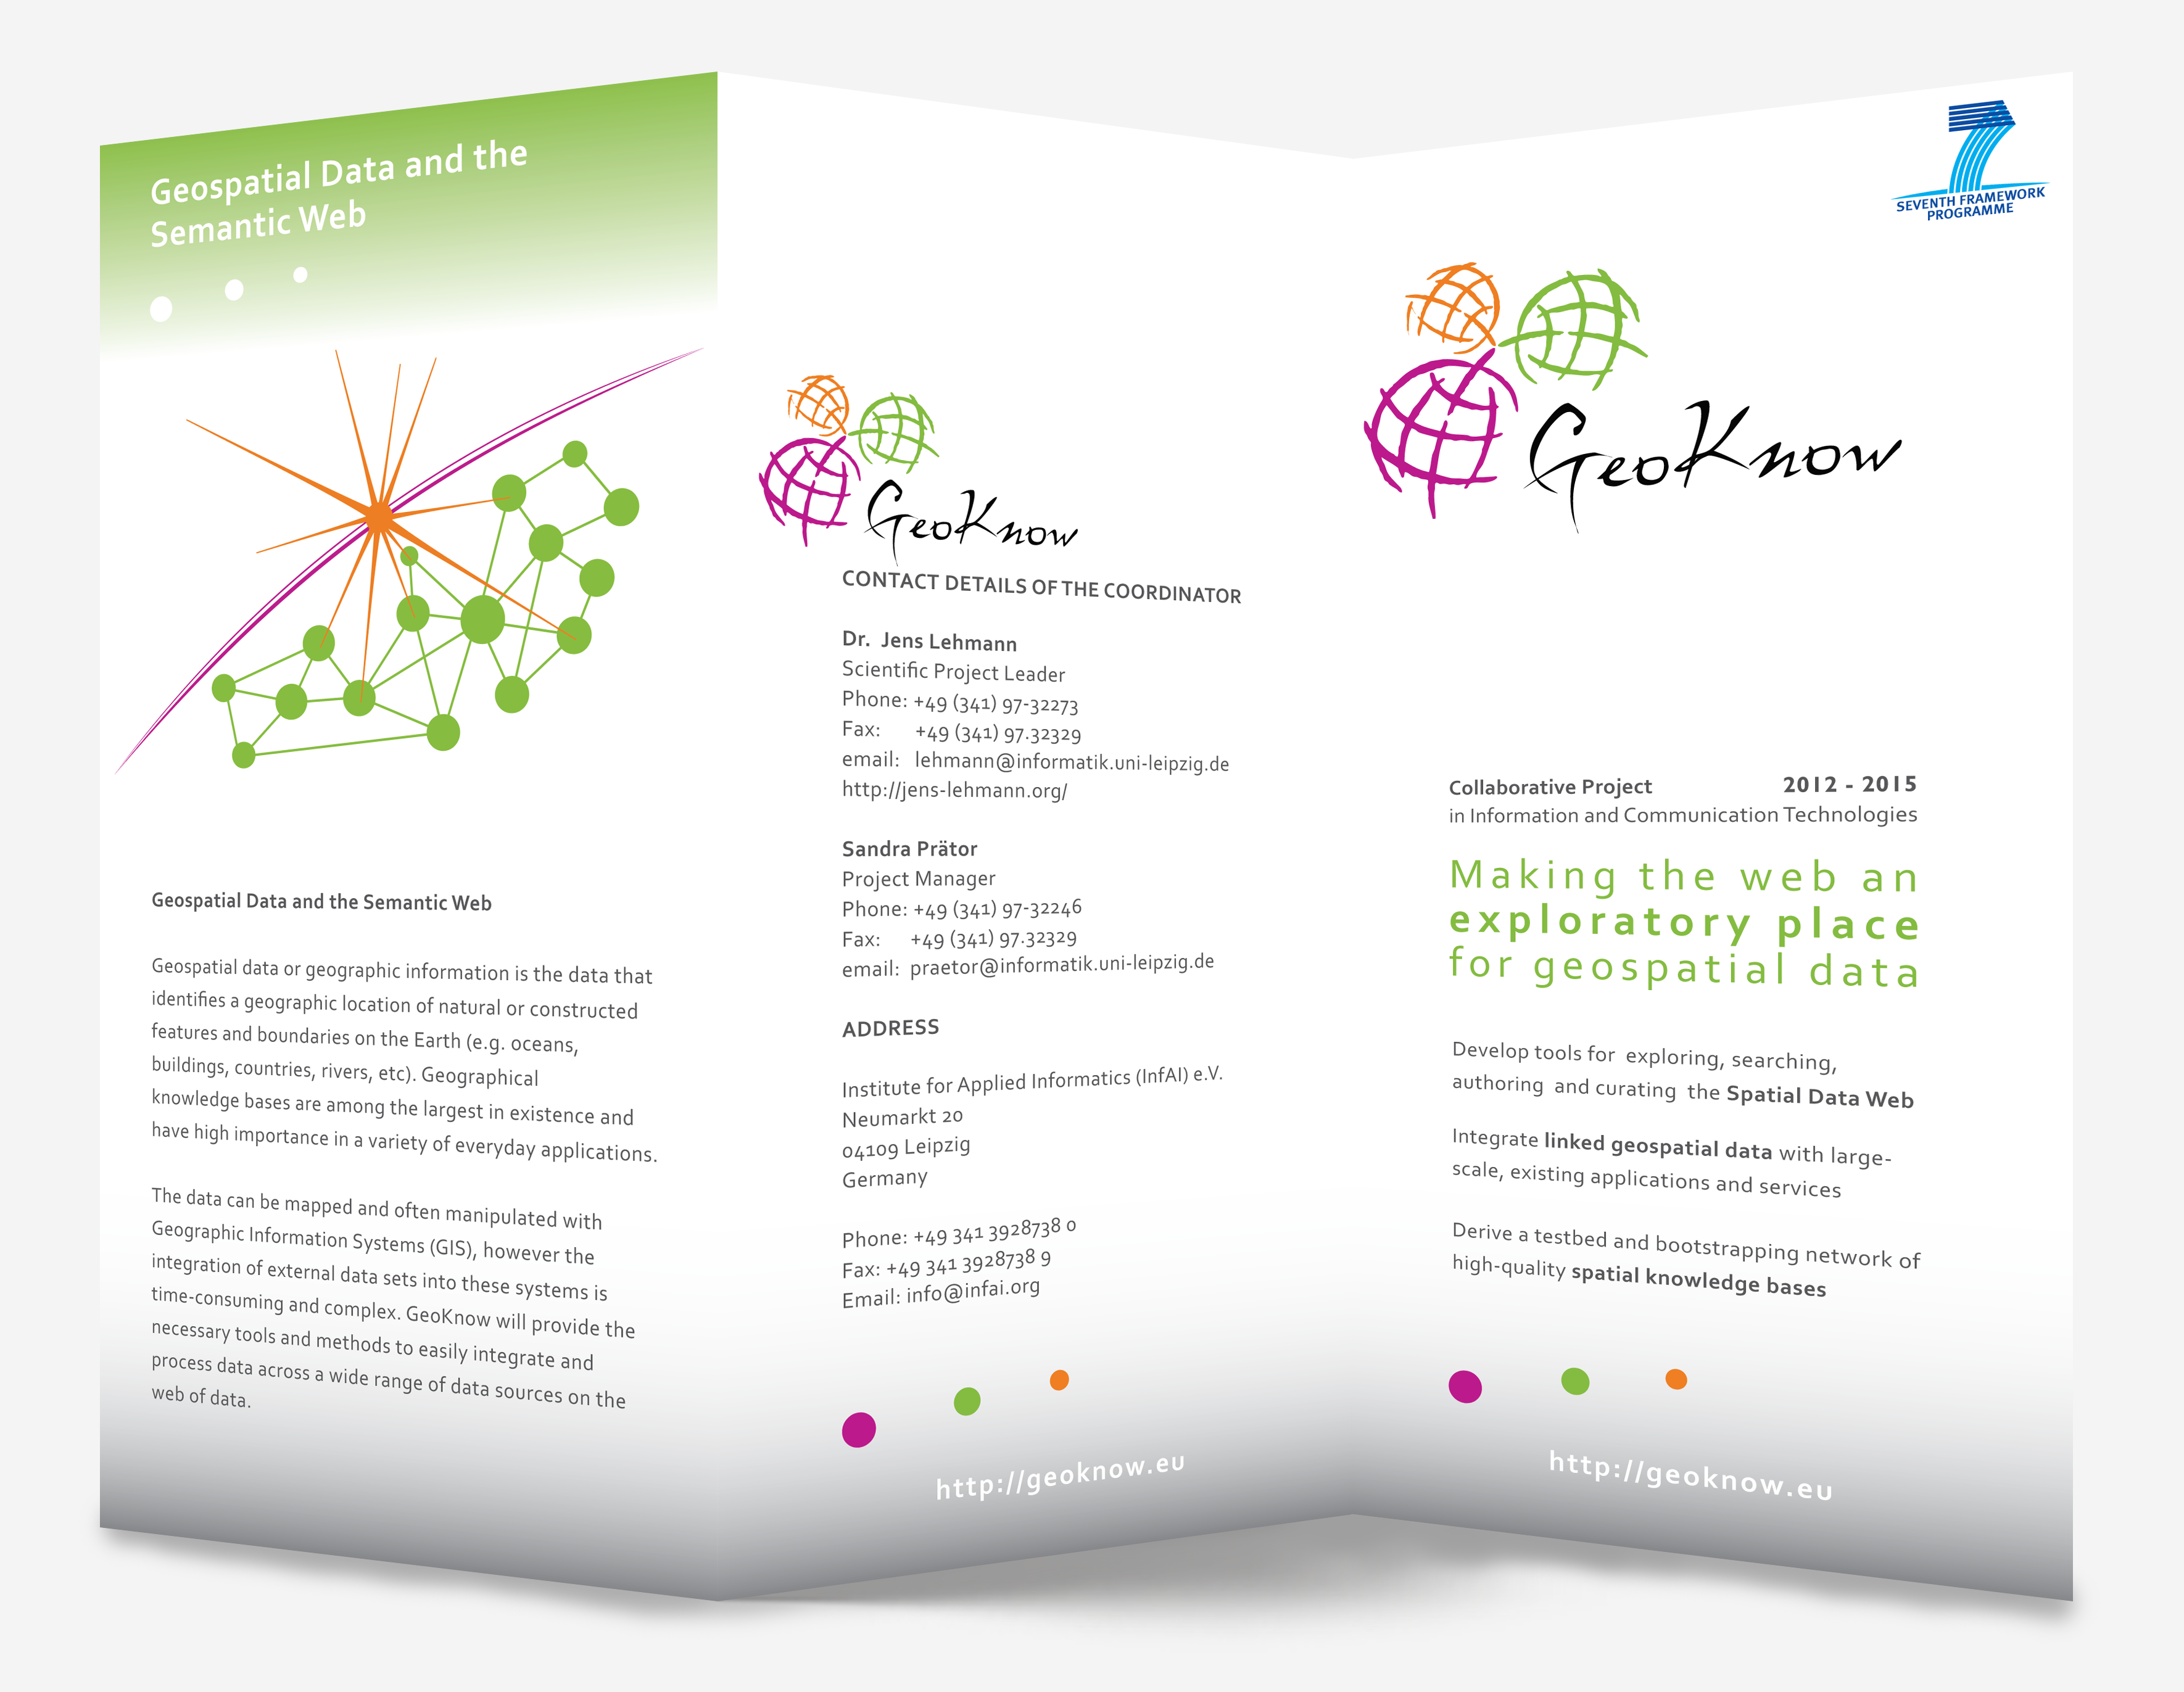 Geospatial Data and the
Semantic Web
Geospatial Data and the Semantic Web
Geospatial data or geographic information is the data that
identifies a geographic location of natural or constructed
features and boundaries on the Earth (e.g. oceans,
buildings, countries, rivers, etc). Geographical
knowledge bases are among the largest in existence and
have high importance in a variety of everyday applications.
The data can be mapped and often manipulated with
Geographic Information Systems (GIS), however the
integration of external data sets into these systems is
time-consuming and complex. GeoKnow will provide the
necessary tools and methods to easily integrate and
process data across a wide range of data sources on the
web of data.
GeoKnow
CONTACT DETAILS OF THE COORDINATOR
Dr. Jens Lehmann
Scientific Project Leader
Phone: +49 (341) 97-32273
Fax: +49 (341) 97.32329
email: lehmann@informatik.uni-leipzig.de
http://jens-lehmann.org/
Sandra Prätor
Project Manager
Phone: +49 (341) 97-32246
Fax: +49 (341) 97.32329
email: praetor@informatik.uni-leipzig.de
ADDRESS
Institute for Applied Informatics (InfAI) e.V.
Neumarkt 20
04109 Leipzig
Germany
Phone: +49 341 3928738 0
Fax: +49 341 3928738 9
Email: info@infai.org
http://geoknow.eu
SEVENTH FRAMEWORK
PROGRAMME
GeoKnow
Collaborative Project 2012 - 2015
in Information and Communication Technologies
Making the web an
exploratory place
for geospatial data
Develop tools for exploring, searching,
authoring and curating the Spatial Data Web
Integrate linked geospatial data with large-
scale, existing applications and services
Derive a testbed and bootstrapping network of
high-quality spatial knowledge bases
http://geoknow.eu